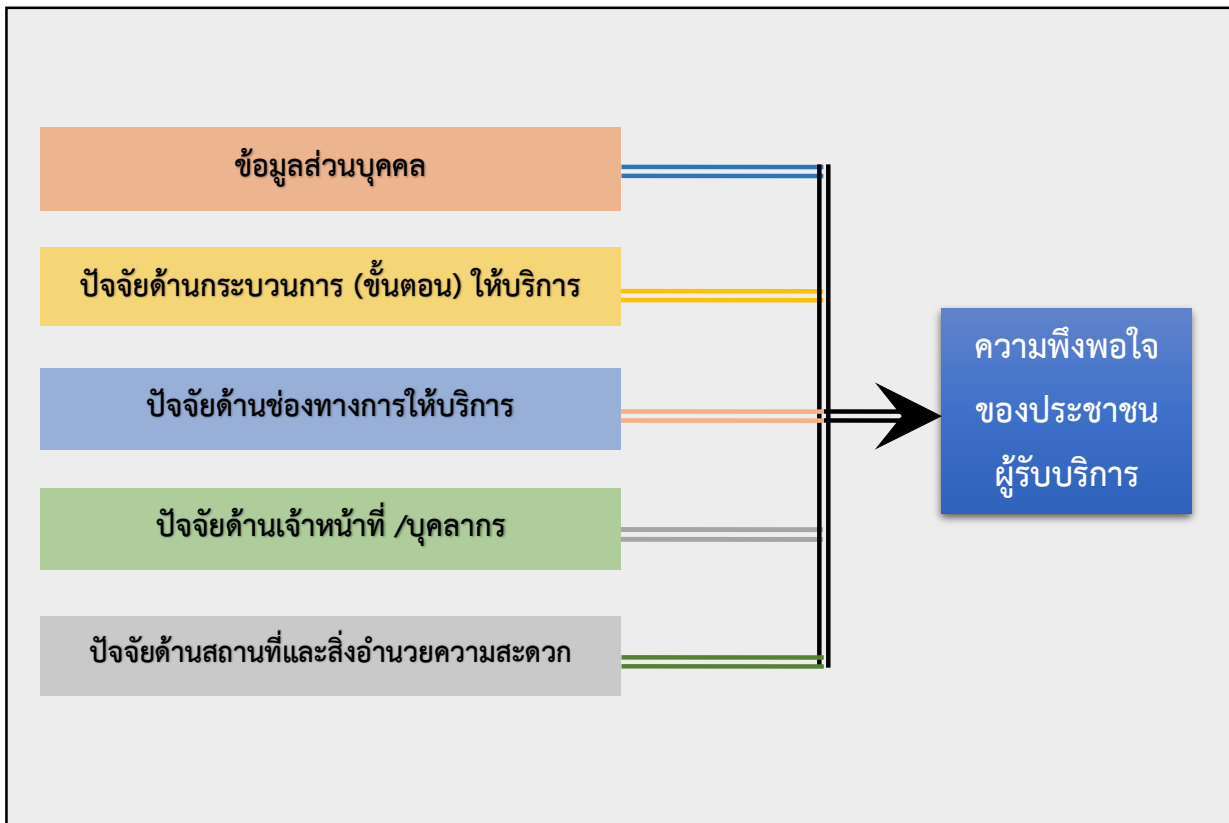 ข้อมูลส่วนบุคคล
ปัจจัยด้านกระบวนการ (ขั้นตอน) ให้บริการ
ปัจจัยด้านช่องทางการให้บริการ
ปัจจัยด้านเจ้าหน้าที่ /บุคลากร
ปัจจัยด้านสถานที่และสิ่งอำนวยความสะดวก
ความพึงพอใจ
ของประชาชน
ผู้รับบริการ